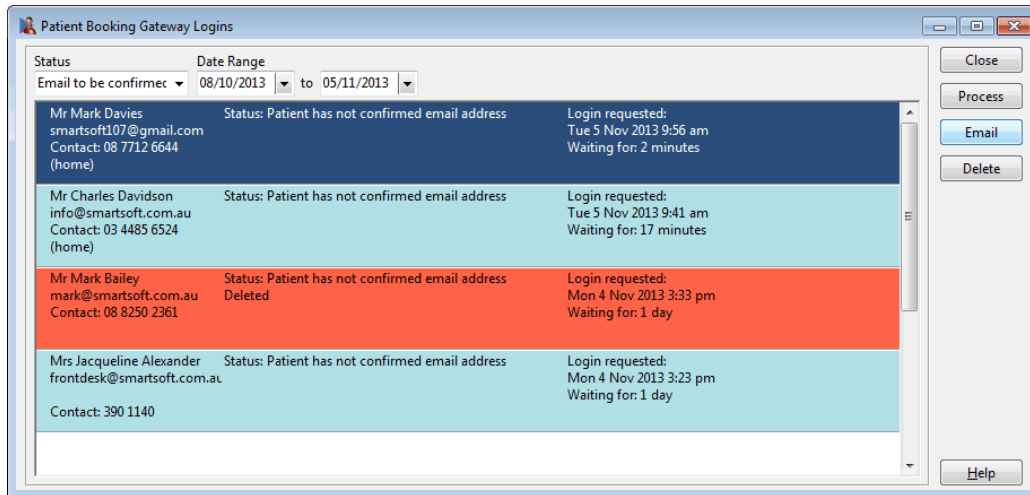 Patient Booking Gateway Logins
Status Date Range
Email to be confirmed 08/10/2013 to 05/11/2013
Close
Process
Email
Delete
Mr Mark Davies Status: Patient has not confirmed email address Login requested:
smartsoft107@gmail.com Tue 5 Nov 2013 9:56 am
Contact: 08 7712 6644 Waiting for: 2 minutes
(home)
Mr Charles Davidson Status: Patient has not confirmed email address Login requested:
info@smartsoft.com.au Tue 5 Nov 2013 9:41 am
Contact: 03 4485 6524 Waiting for: 17 minutes
(home)
Mr Mark Bailey Status: Patient has not confirmed email address Login requested:
mark@smartsoft.com.au Deleted Mon 4 Nov 2013 3:33 pm
Contact: 08 8250 2361 Waiting for: 1 day
Mrs Jacqueline Alexander Status: Patient has not confirmed email address Login requested:
frontdesk@smartsoft.com.au Mon 4 Nov 2013 3:23 pm
Waiting for: 1 day
Contact: 390 1140
Help